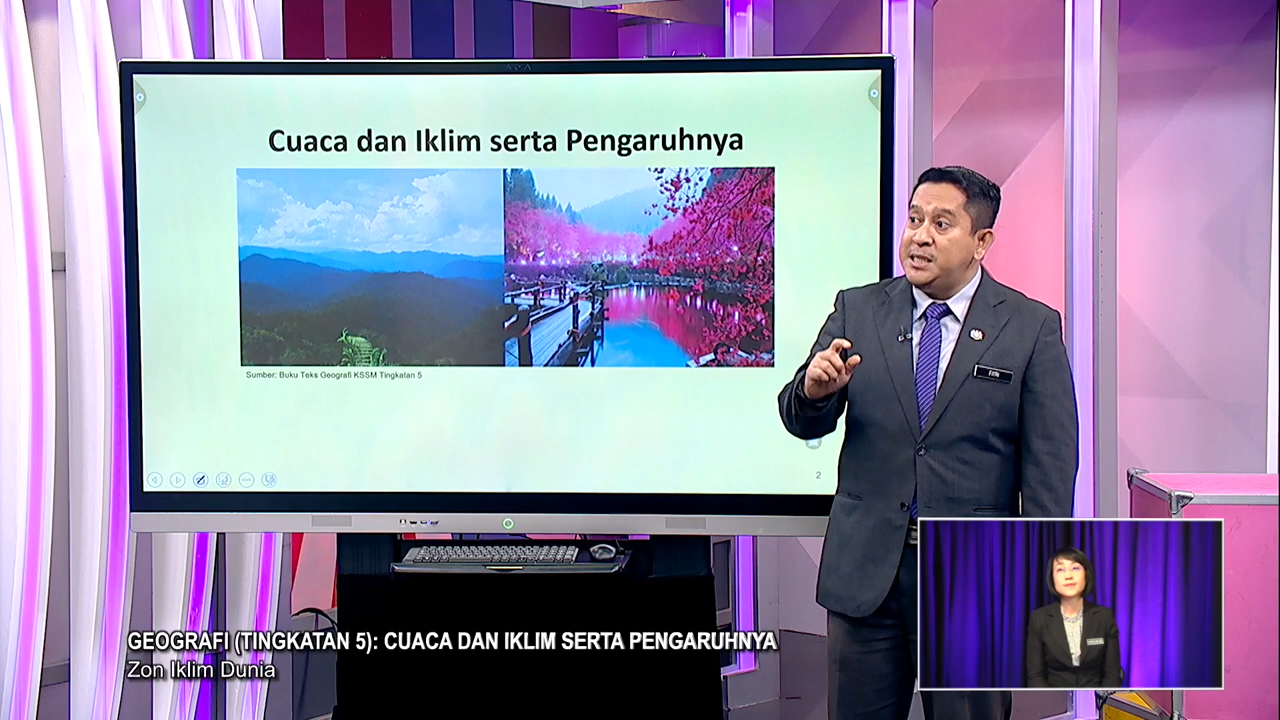 Cuaca dan Iklim serta Pengaruhnya
Sumber: Buku Teks Geografi KSSM Tingkatan 5
2
FITRI
GEOGRAFI (TINGKATAN 5): CUACA DAN IKLIM SERTA PENGARUHNYA
Zon Iklim Dunia